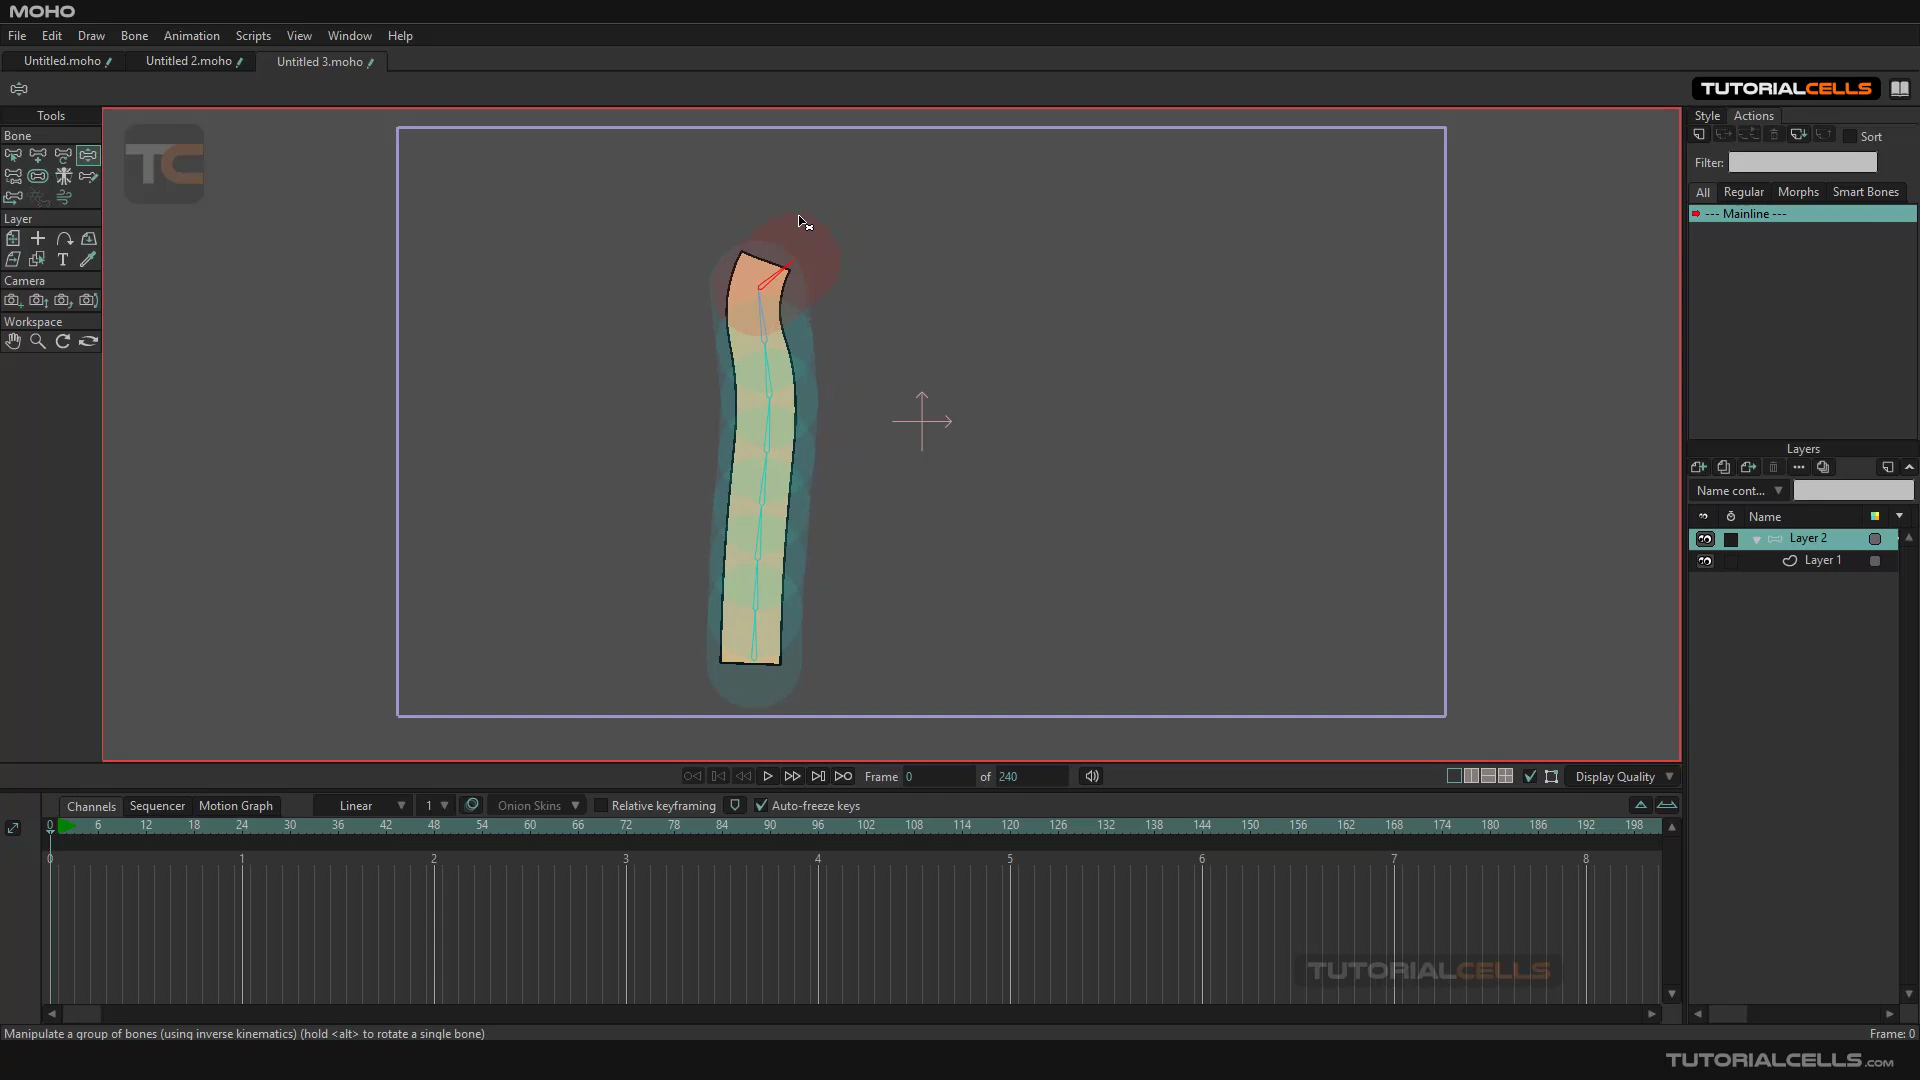 MOHO
File Edit Draw Bone Animation Scripts View Window Help
Untitled.moho Untitled 2.moho Untitled 3.moho
TUTORIALCELLS
Tools
Bone
Layer
Camera
Workspace
TC
Style Actions
Sort
Filter:
All Regular Morphs Smart Bones
--- Mainline ---
Layers
Name cont...
Name
Layer 2
Layer 1
Frame 0 of 240 Display Quality
Channels Sequencer Motion Graph Linear 1 Onion Skins Relative keyframing Auto-freeze keys
0 6 12 18 24 30 36 42 48 54 60 66 72 78 84 90 96 102 108 114 120 126 132 138 144 150 156 162 168 174 180 186 192 198
0 1 2 3 4 5 6 7 8
TUTORIALCELLS
Manipulate a group of bones (using inverse kinematics) (hold <alt> to rotate a single bone) Frame: 0
TUTORIALCELLS.COM